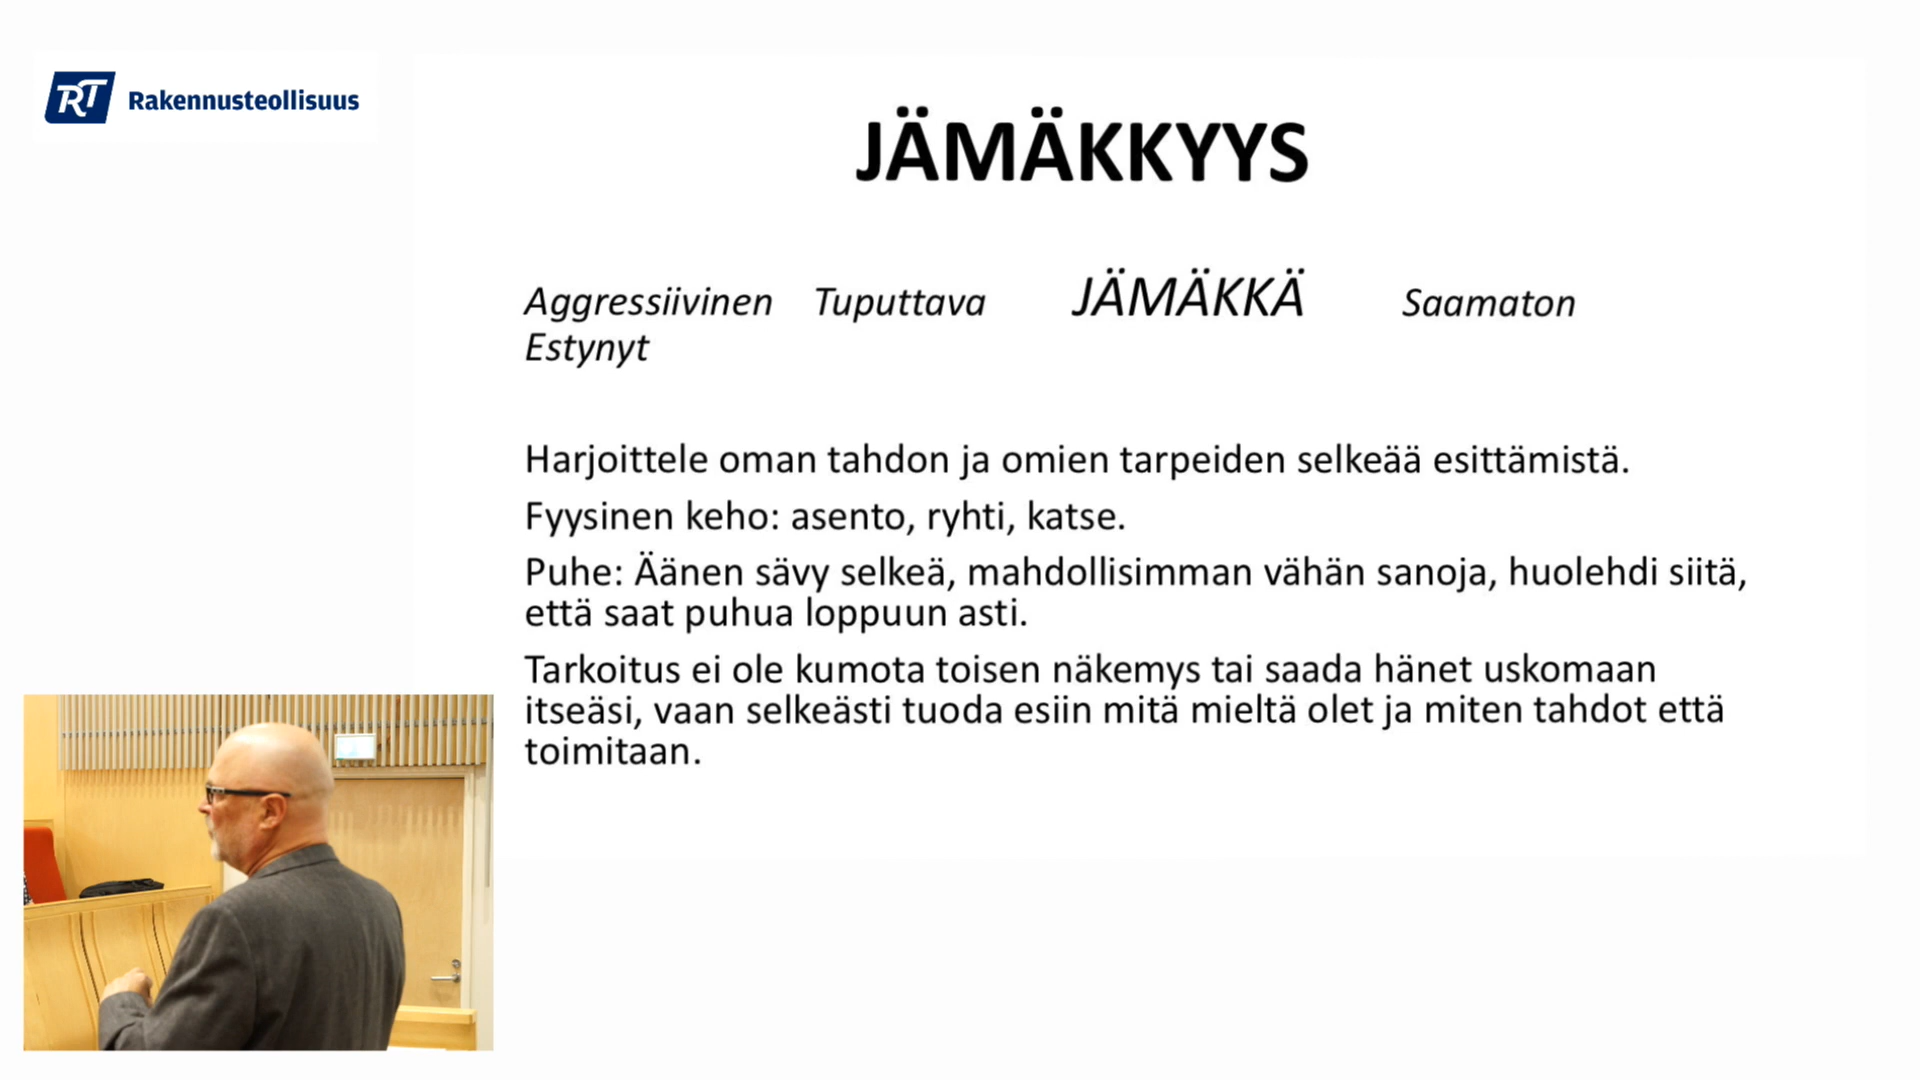 RT Rakennusteollisuus
JÄMÄKKYYS
Aggressiivinen Tuputtava JÄMÄKKÄ Saamaton
Estynyt
Harjoittele oman tahdon ja omien tarpeiden selkeää esittämistä.
Fyysinen keho: asento, ryhti, katse.
Puhe: Äänen sävy selkeä, mahdollisimman vähän sanoja, huolehdi siitä,
että saat puhua loppuun asti.
Tarkoitus ei ole kumota toisen näkemys tai saada hänet uskomaan
itseäsi, vaan selkeästi tuoda esiin mitä mieltä olet ja miten tahdot että
toimitaan.